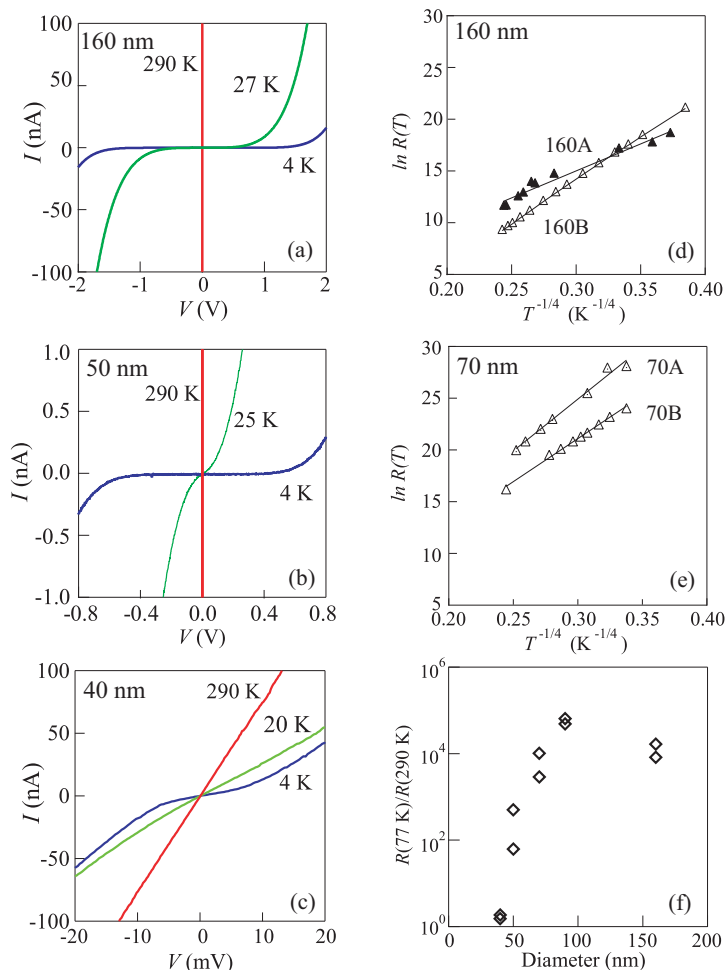 160 nm
290 K
27 K
4 K
(a)
100
50
0
-50
-100
I (nA)
-2
-1
0
1
2
V (V)
50 nm
290 K
25 K
4 K
(b)
1.0
0.5
0.0
-0.5
-1.0
I (nA)
-0.8
-0.4
0.0
0.4
0.8
V (V)
40 nm
290 K
20 K
4 K
(c)
100
50
0
-50
-100
I (nA)
-20
-10
0
10
20
V (mV)
160 nm
160A
160B
(d)
30
25
20
15
10
5
ln R(T)
0.20
0.25
0.30
0.35
0.40
T^-1/4 (K^-1/4)
70 nm
70A
70B
(e)
30
25
20
15
10
5
ln R(T)
0.20
0.25
0.30
0.35
0.40
T^-1/4 (K^-1/4)
(f)
10^6
10^4
10^2
10^0
R(77 K)/R(290 K)
0
50
100
150
200
Diameter (nm)